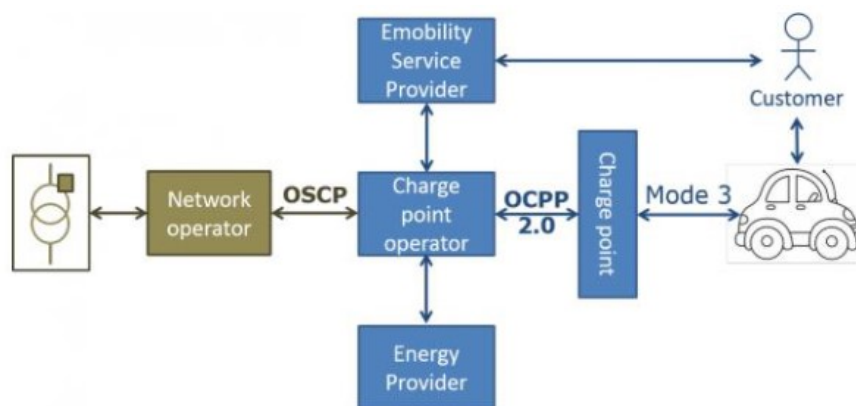 Emobility
Service
Provider
Customer
Network
operator
OSCP
Charge
point
operator
OCPP
2.0
Charge point
Mode 3
Energy
Provider